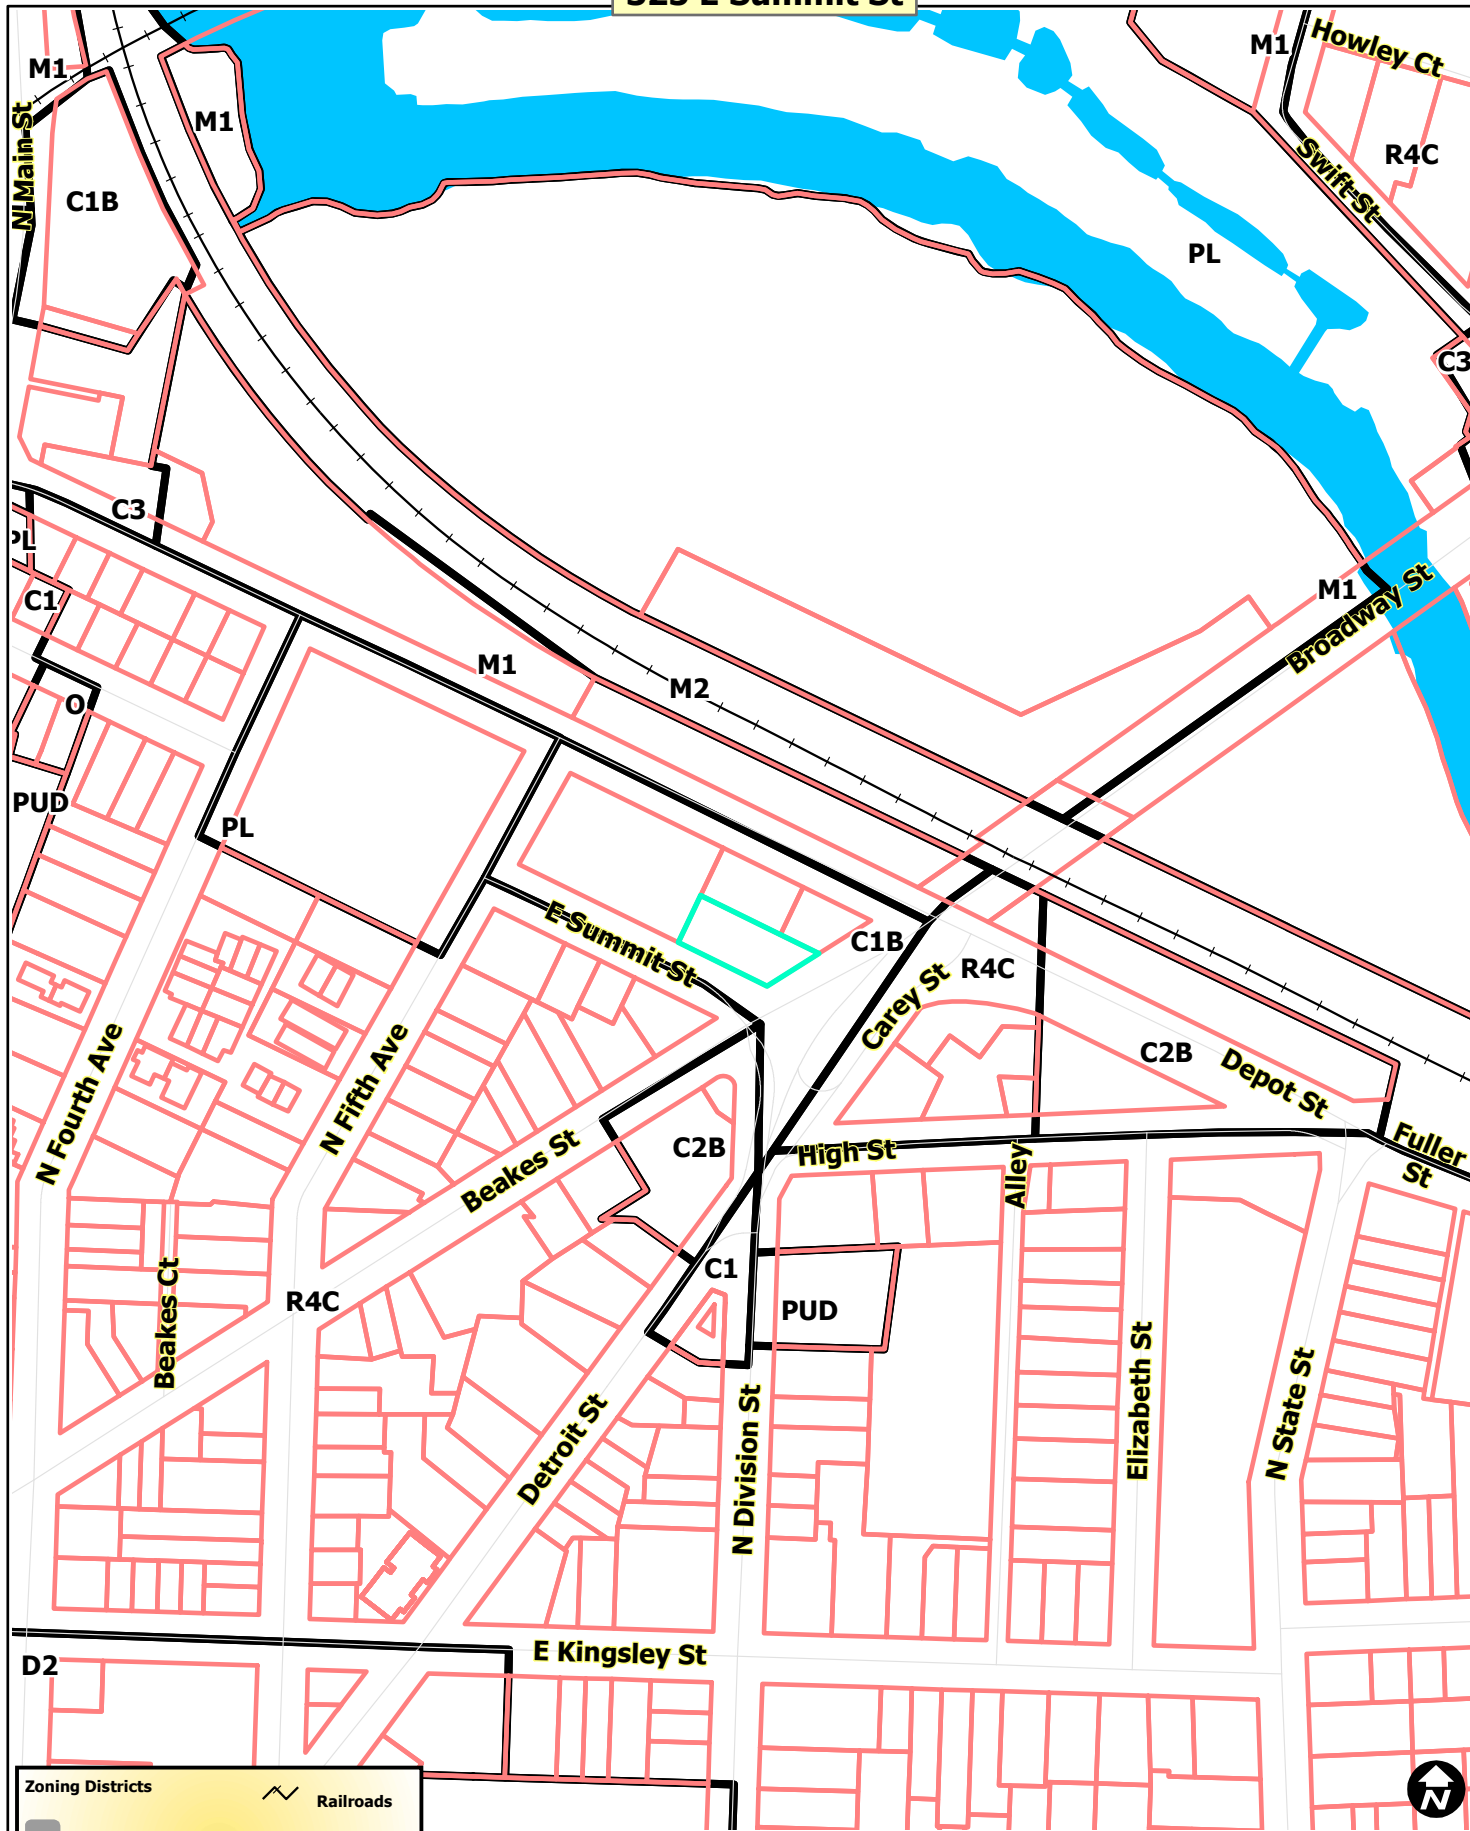 325 E Summit St
M1
Howley Ct
M1
M1
N Main St
C1B
R4C
Swift St
PL
C3
C3
PL
C1
M1
Broadway St
M1
M2
O
PUD
PL
E Summit St
C1B
R4C
Carey St
C2B
Depot St
N Fourth Ave
N Fifth Ave
Beakes St
C2B
High St
Alley
Fuller
St
C1
PUD
R4C
Beakes Ct
Detroit St
N Division St
Elizabeth St
N State St
E Kingsley St
D2
Zoning Districts
Railroads
N